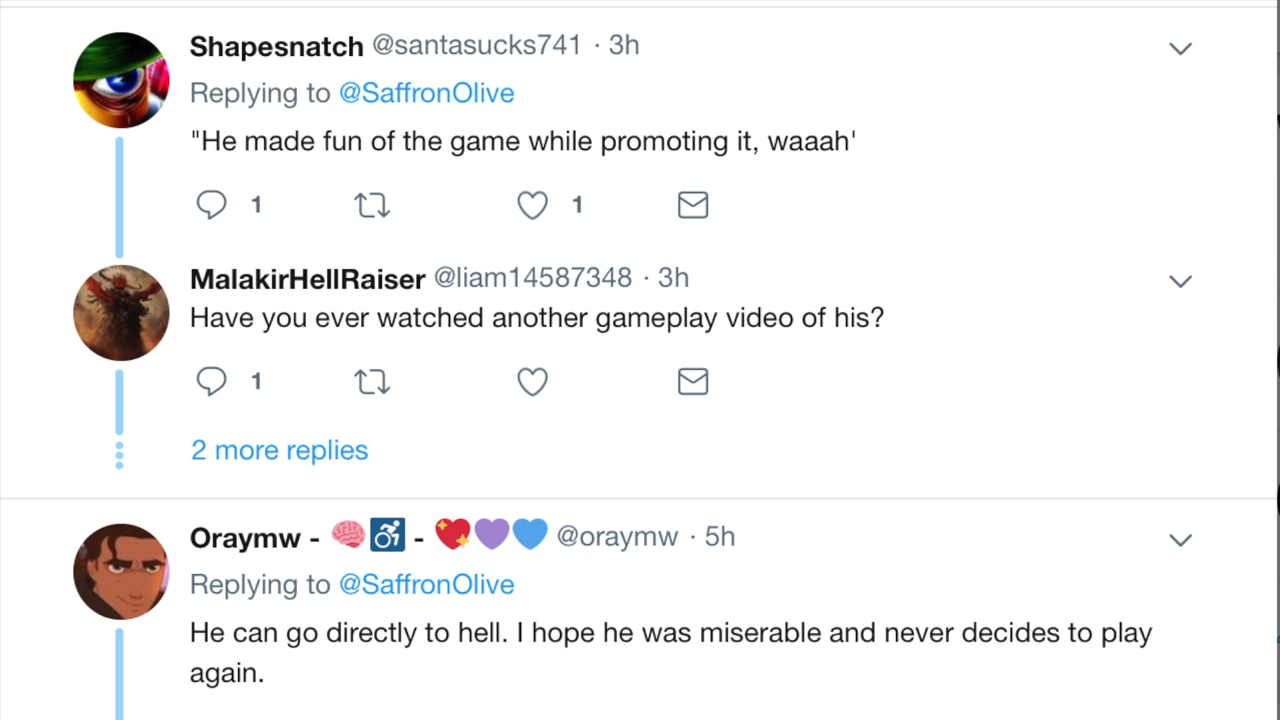 Shapesnatch @santasucks741 · 3h
Replying to @SaffronOlive
"He made fun of the game while promoting it, waaah'
1 1
MalakirHellRaiser @liam14587348 · 3h
Have you ever watched another gameplay video of his?
1
2 more replies
Oraymw - 🧠♿ - 💖💜💙 @oraymw · 5h
Replying to @SaffronOlive
He can go directly to hell. I hope he was miserable and never decides to play
again.